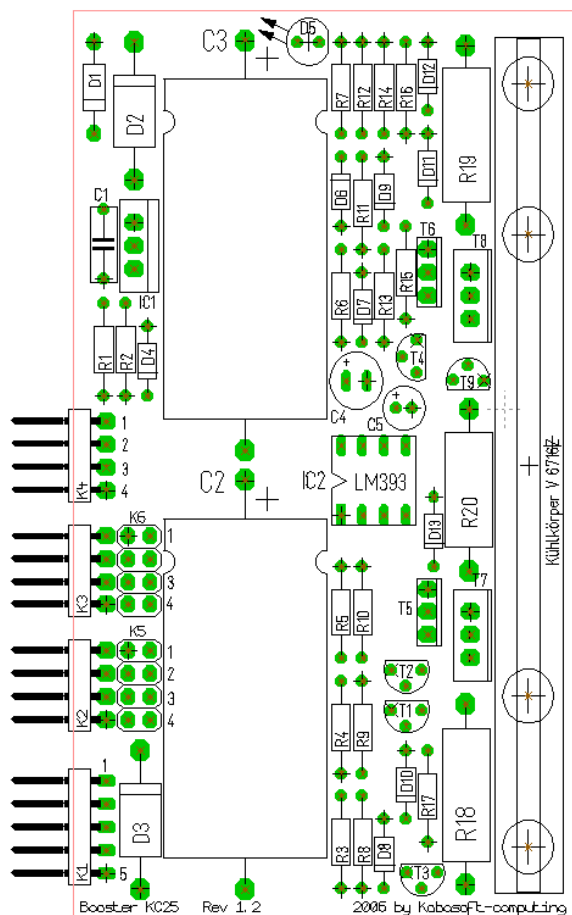 C3
D5
D1
D2
R7
R12
R14
R16
D12
R19
D11
C1
D6
R11
D9
T6
T8
IC1
R6
D7
R13
R15
R1
R2
D4
T4
T9
C4
C5
K4
1
2
3
4
C2
IC2
LM393
D13
R20
Kühlkörper V 6716Z
K6
K3
1
3
4
R5
R10
T5
T7
K5
K2
1
2
3
4
T2
T1
R4
R9
D10
R17
R18
K1
1
5
D3
R3
R8
D8
T3
Booster KC25 Rev 1.2
2006 by Kabasoft-computing